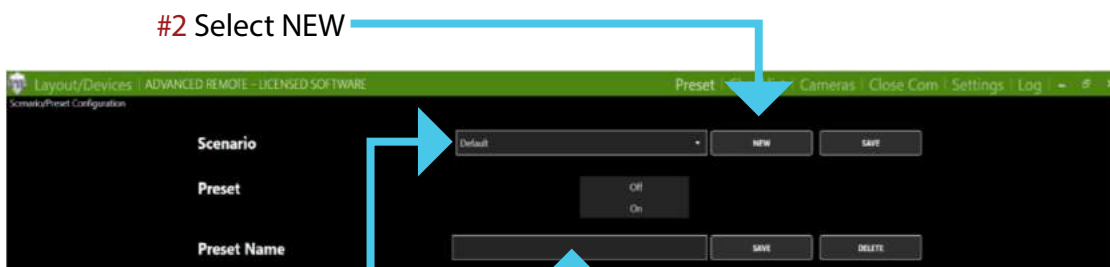 #2 Select NEW
Layout/Devices | ADVANCED REMOTE – LICENSED SOFTWARE Preset | Cameras | Close Com | Settings | Log
Scenario/Preset Configuration
Scenario Default NEW SAVE
Preset Off
On
Preset Name SAVE DELETE